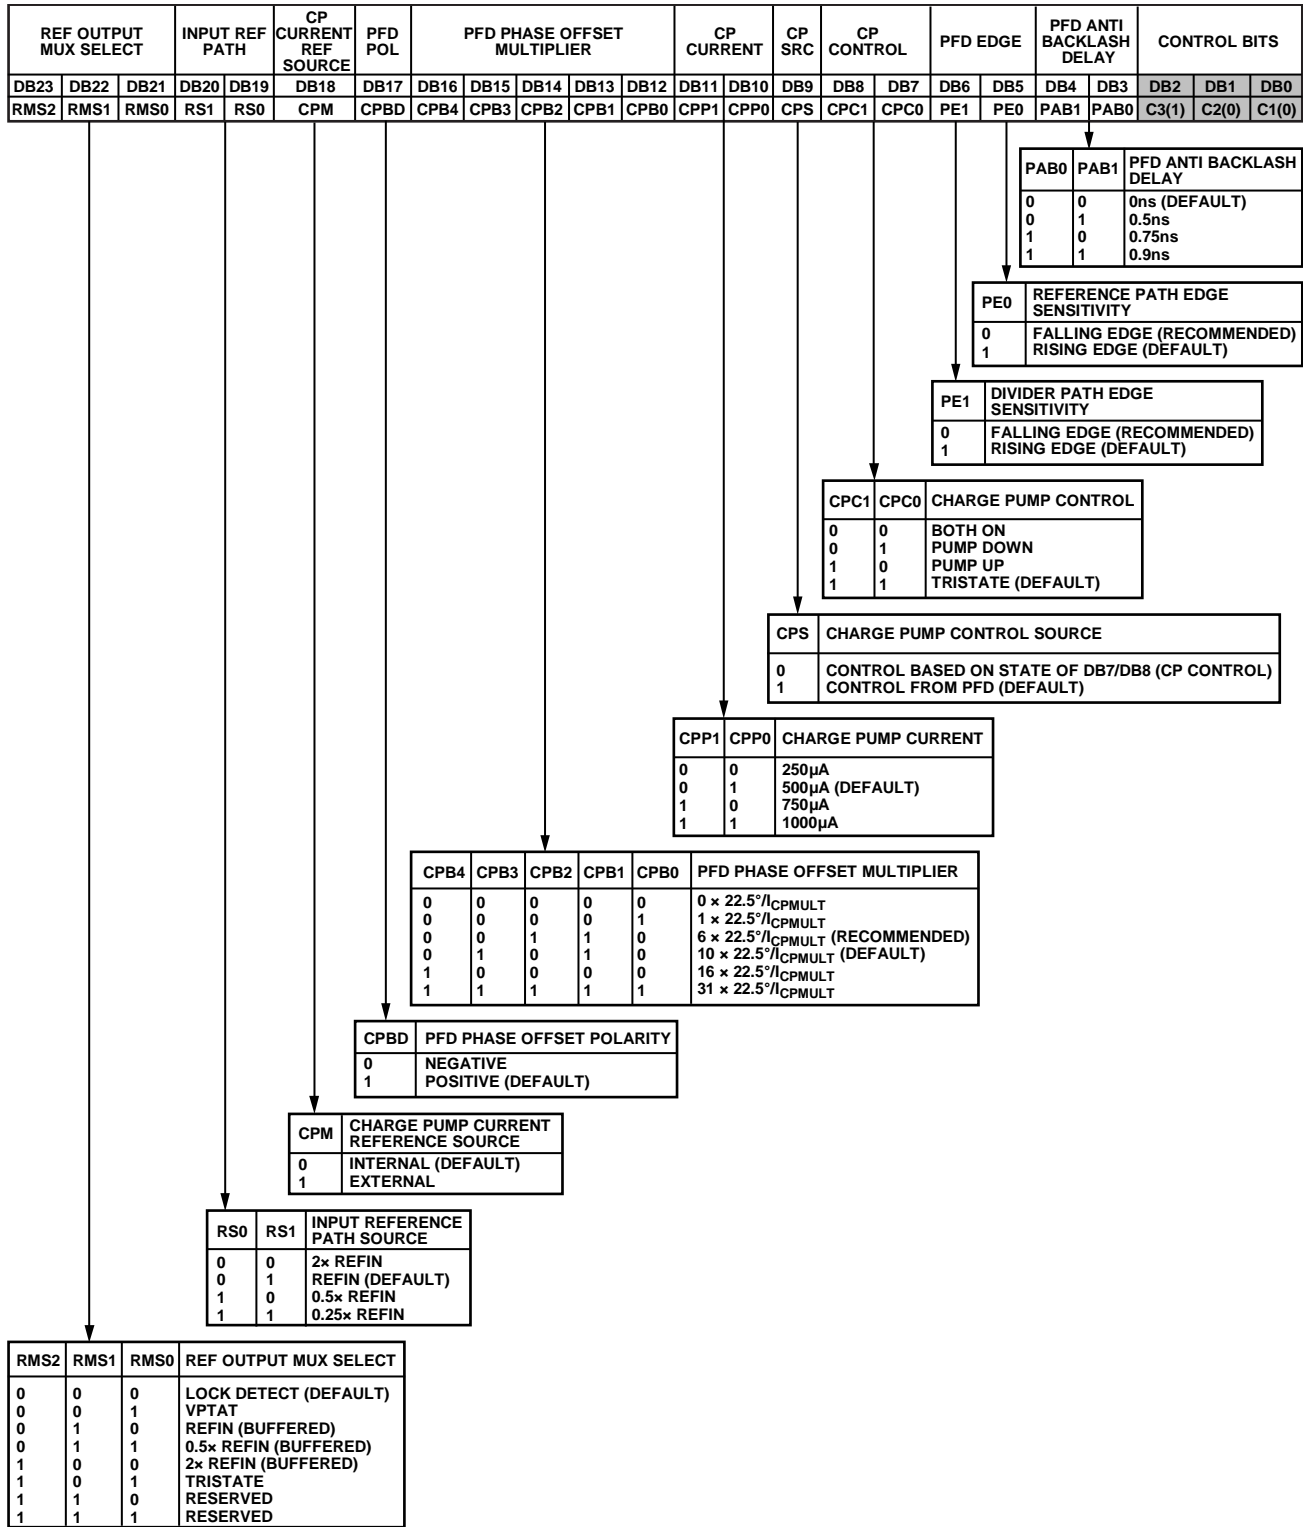 REF OUTPUT MUX SELECT INPUT REF PATH CP CURRENT REF SOURCE PFD POL PFD PHASE OFFSET MULTIPLIER CP CURRENT CP SRC CP CONTROL PFD EDGE PFD ANTI BACKLASH DELAY CONTROL BITS
DB23 DB22 DB21 DB20 DB19 DB18 DB17 DB16 DB15 DB14 DB13 DB12 DB11 DB10 DB9 DB8 DB7 DB6 DB5 DB4 DB3 DB2 DB1 DB0
RMS2 RMS1 RMS0 RS1 RS0 CPM CPBD CPB4 CPB3 CPB2 CPB1 CPB0 CPP1 CPP0 CPS CPC1 CPC0 PE1 PE0 PAB1 PAB0 C3(1) C2(0) C1(0)
PAB0 PAB1 PFD ANTI BACKLASH DELAY
0 0 0ns (DEFAULT)
0 1 0.5ns
1 0 0.75ns
1 1 0.9ns
PE0 REFERENCE PATH EDGE SENSITIVITY
0 FALLING EDGE (RECOMMENDED)
1 RISING EDGE (DEFAULT)
PE1 DIVIDER PATH EDGE SENSITIVITY
0 FALLING EDGE (RECOMMENDED)
1 RISING EDGE (DEFAULT)
CPC1 CPC0 CHARGE PUMP CONTROL
0 0 BOTH ON
0 1 PUMP DOWN
1 0 PUMP UP
1 1 TRISTATE (DEFAULT)
CPS CHARGE PUMP CONTROL SOURCE
0 CONTROL BASED ON STATE OF DB7/DB8 (CP CONTROL)
1 CONTROL FROM PFD (DEFAULT)
CPP1 CPP0 CHARGE PUMP CURRENT
0 0 250µA
0 1 500µA (DEFAULT)
1 0 750µA
1 1 1000µA
CPB4 CPB3 CPB2 CPB1 CPB0 PFD PHASE OFFSET MULTIPLIER
0 0 0 0 0 0 × 22.5°/ICPMULT
0 0 0 0 1 1 × 22.5°/ICPMULT
0 0 1 1 0 6 × 22.5°/ICPMULT (RECOMMENDED)
0 1 0 1 0 10 × 22.5°/ICPMULT (DEFAULT)
1 0 0 0 0 16 × 22.5°/ICPMULT
1 1 1 1 1 31 × 22.5°/ICPMULT
CPBD PFD PHASE OFFSET POLARITY
0 NEGATIVE
1 POSITIVE (DEFAULT)
CPM CHARGE PUMP CURRENT REFERENCE SOURCE
0 INTERNAL (DEFAULT)
1 EXTERNAL
RS0 RS1 INPUT REFERENCE PATH SOURCE
0 0 2× REFIN
0 1 REFIN (DEFAULT)
1 0 0.5× REFIN
1 1 0.25× REFIN
RMS2 RMS1 RMS0 REF OUTPUT MUX SELECT
0 0 0 LOCK DETECT (DEFAULT)
0 0 1 VPTAT
0 1 0 REFIN (BUFFERED)
0 1 1 0.5× REFIN (BUFFERED)
1 0 0 2× REFIN (BUFFERED)
1 0 1 TRISTATE
1 1 0 RESERVED
1 1 1 RESERVED